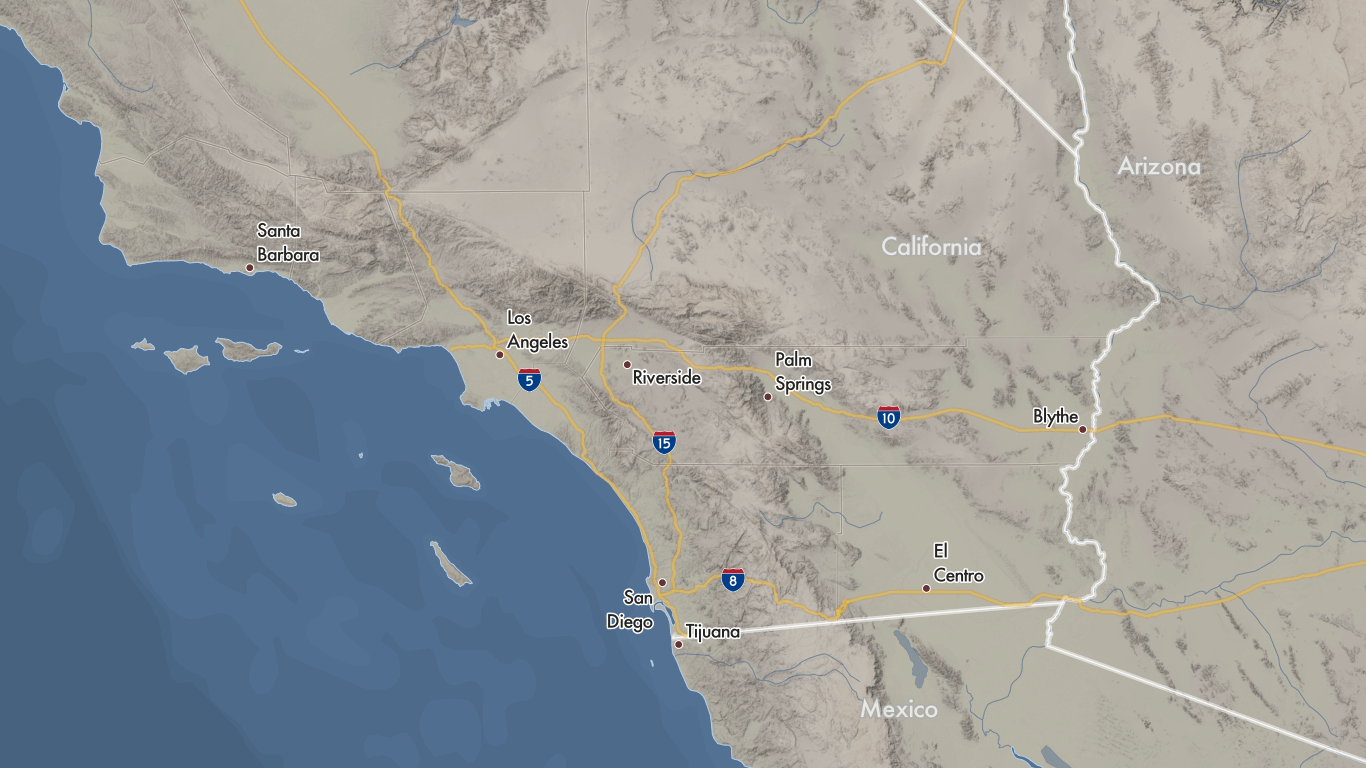 Arizona
Santa
Barbara
California
Los
Angeles
Palm
Springs
Riverside
5
10
Blythe
15
El
Centro
8
San
Diego
Tijuana
Mexico